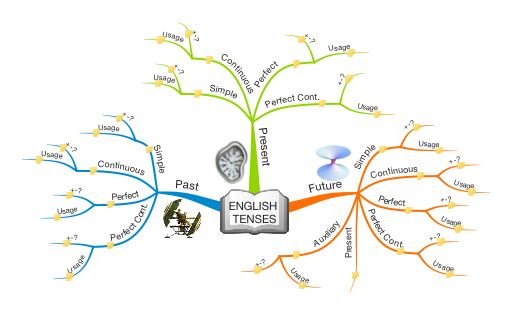 ENGLISH
TENSES
Present
Simple
+-?
Usage
Continuous
+-?
Usage
Perfect
+-?
Usage
Perfect Cont.
+-?
Usage
Future
Simple
+-?
Usage
Continuous
+-?
Usage
Perfect
+-?
Usage
Perfect Cont.
+-?
Usage
Present
Auxiliary
+-?
Usage
Past
Simple
+-?
Usage
Continuous
+-?
Usage
Perfect
+-?
Usage
Perfect Cont.
+-?
Usage